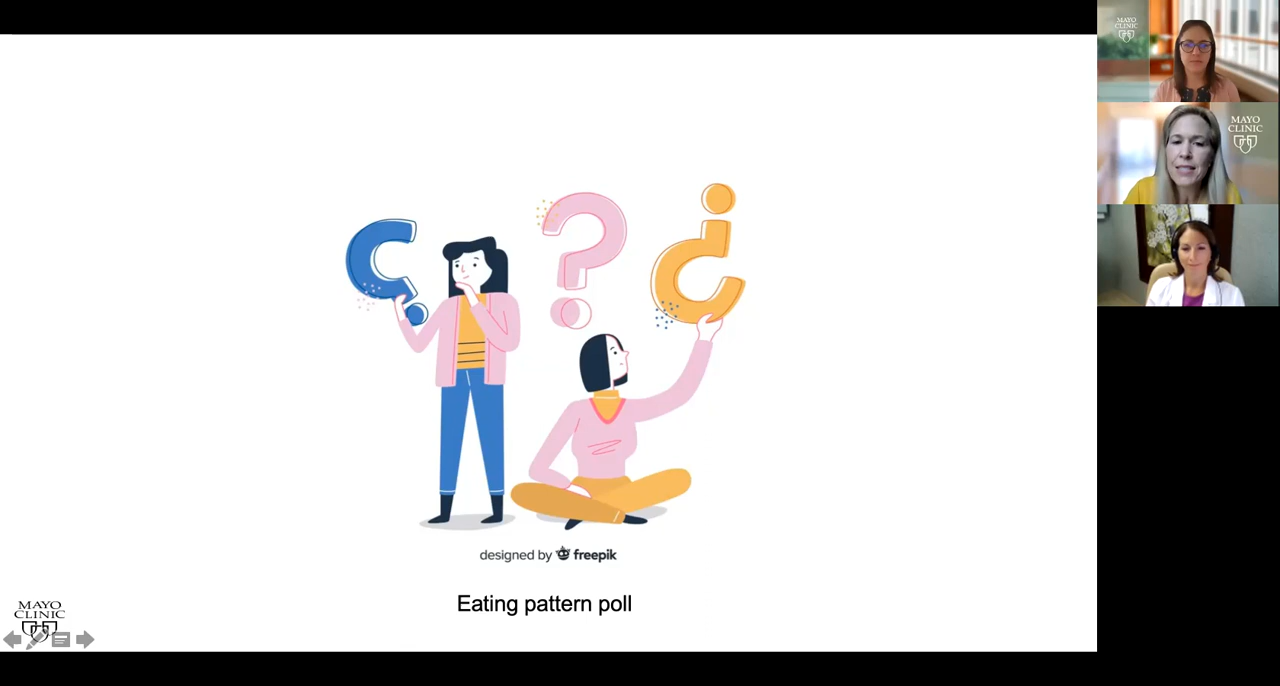 MAYO
CLINIC
MAYO
CLINIC
designed by freepik
Eating pattern poll
MAYO
CLINIC